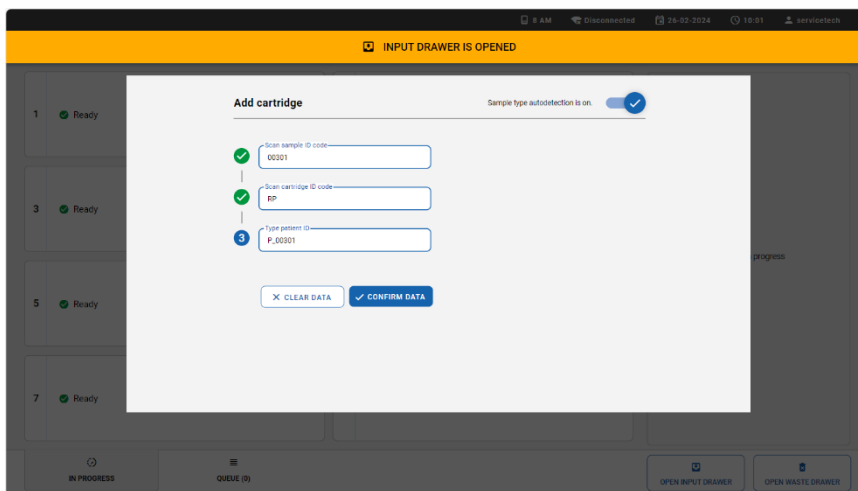 8 AM Disconnected 26-02-2024 10:01 servicetech
INPUT DRAWER IS OPENED
Add cartridge
Sample type autodetection is on.
1 Ready
Scan sample ID code
00301
Scan cartridge ID code
RP
3 Ready
Type patient ID
3 P_00301
progress
CLEAR DATA CONFIRM DATA
5 Ready
7 Ready
IN PROGRESS QUEUE (0)
OPEN INPUT DRAWER OPEN WASTE DRAWER